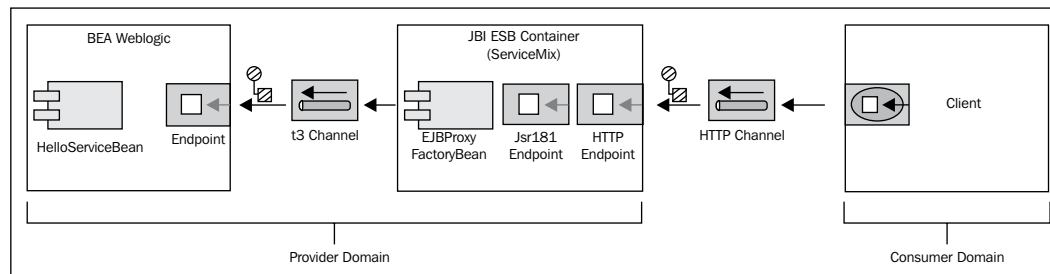 BEA Weblogic
HelloServiceBean
Endpoint
t3 Channel
JBI ESB Container
(ServiceMix)
EJBProxy
FactoryBean
Jsr181
Endpoint
HTTP
Endpoint
HTTP Channel
Client
Provider Domain
Consumer Domain